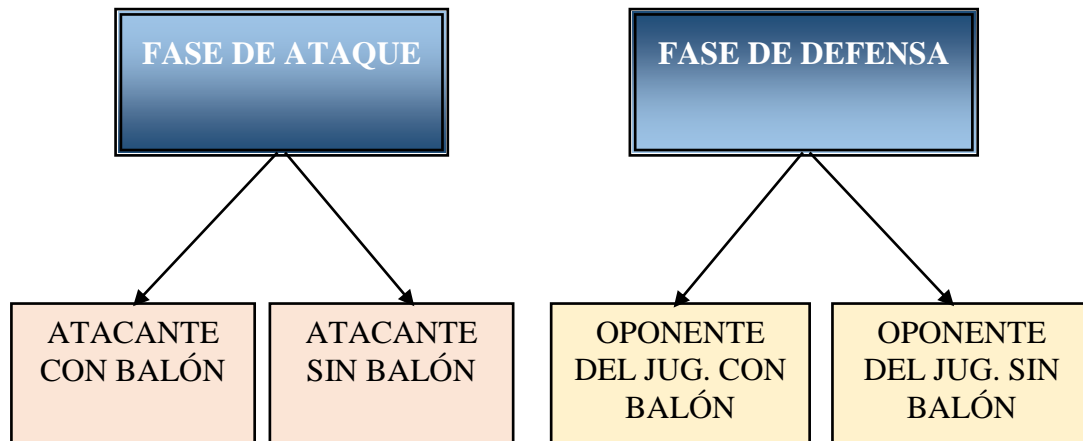 FASE DE ATAQUE
FASE DE DEFENSA
ATACANTE
CON BALÓN
ATACANTE
SIN BALÓN
OPONENTE
DEL JUG. CON
BALÓN
OPONENTE
DEL JUG. SIN
BALÓN